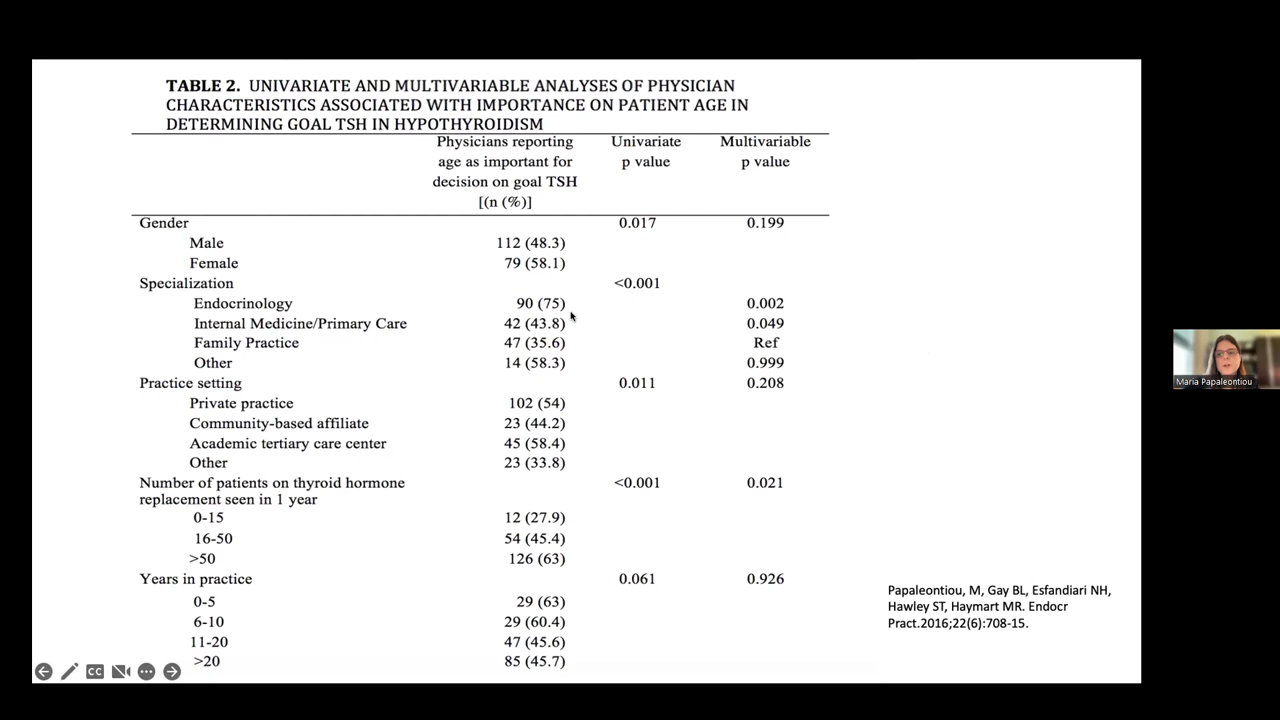 TABLE 2. UNIVARIATE AND MULTIVARIABLE ANALYSES OF PHYSICIAN
CHARACTERISTICS ASSOCIATED WITH IMPORTANCE ON PATIENT AGE IN
DETERMINING GOAL TSH IN HYPOTHYROIDISM
Physicians reporting Univariate Multivariable
age as important for p value p value
decision on goal TSH
[(n (%)]
Gender 0.017 0.199
Male 112 (48.3)
Female 79 (58.1)
Specialization <0.001
Endocrinology 90 (75) 0.002
Internal Medicine/Primary Care 42 (43.8) 0.049
Family Practice 47 (35.6) Ref
Other 14 (58.3) 0.999
Practice setting 0.011 0.208
Private practice 102 (54)
Community-based affiliate 23 (44.2)
Academic tertiary care center 45 (58.4)
Other 23 (33.8)
Number of patients on thyroid hormone <0.001 0.021
replacement seen in 1 year
0-15 12 (27.9)
16-50 54 (45.4)
>50 126 (63)
Years in practice 0.061 0.926
0-5 29 (63)
6-10 29 (60.4)
11-20 47 (45.6)
>20 85 (45.7)
Papaleontiou, M, Gay BL, Esfandiari NH,
Hawley ST, Haymart MR. Endocr
Pract.2016;22(6):708-15.
CC
Maria Papaleontiou